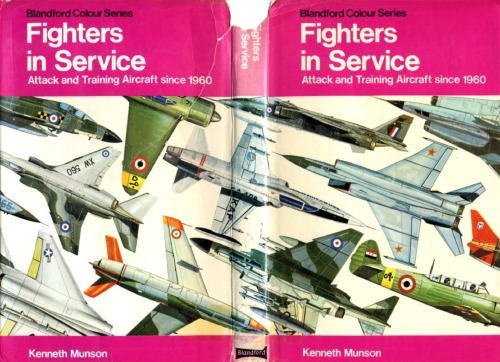 Blandford Colour Series
Fighters
in Service
Attack and Training Aircraft since 1960
Kenneth Munson
XW 560
Fighters
in Service
Blandford
Blandford Colour Series
Fighters
in Service
Attack and Training Aircraft since 1960
Kenneth Munson